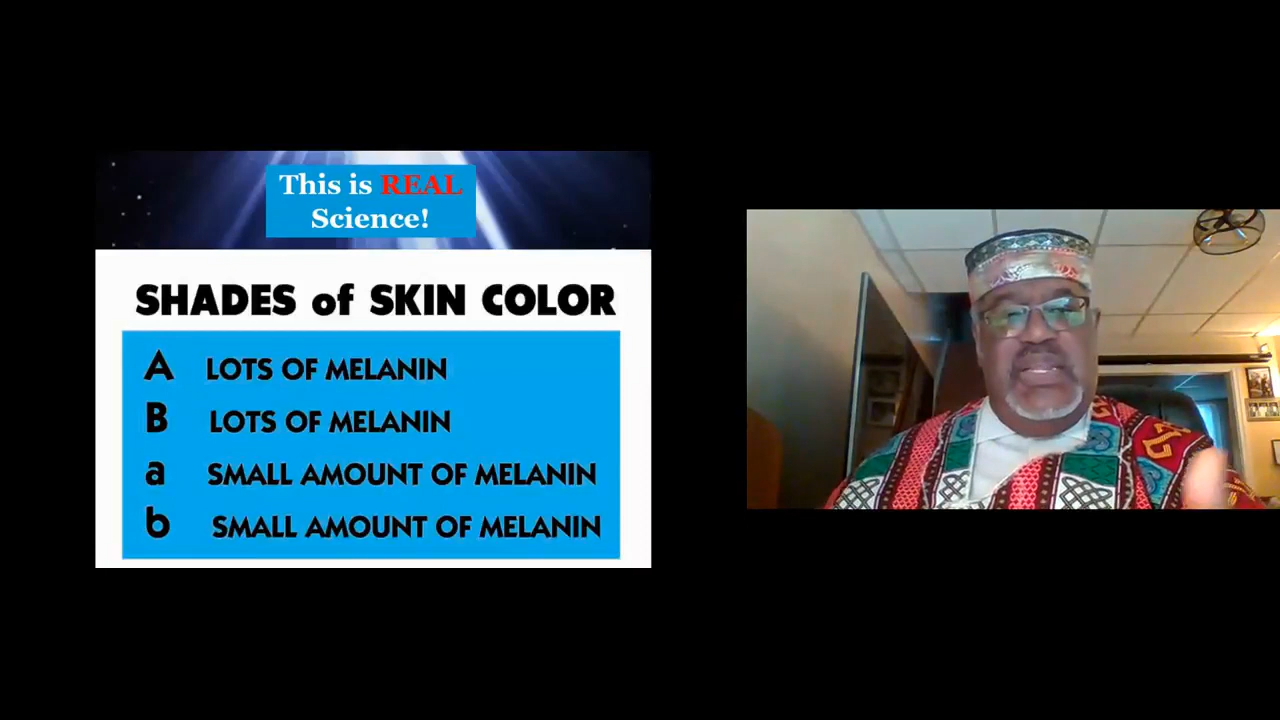 This is REAL
Science!
SHADES of SKIN COLOR
A LOTS OF MELANIN
B LOTS OF MELANIN
a SMALL AMOUNT OF MELANIN
b SMALL AMOUNT OF MELANIN